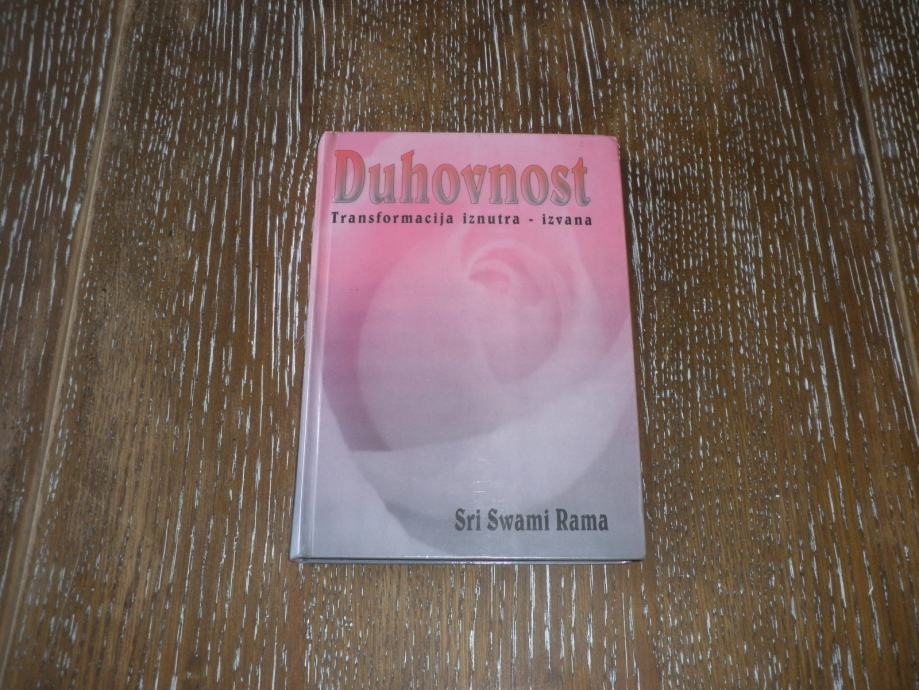 Duhovnost
Transformacija iznutra - izvana
Sri Swami Rama